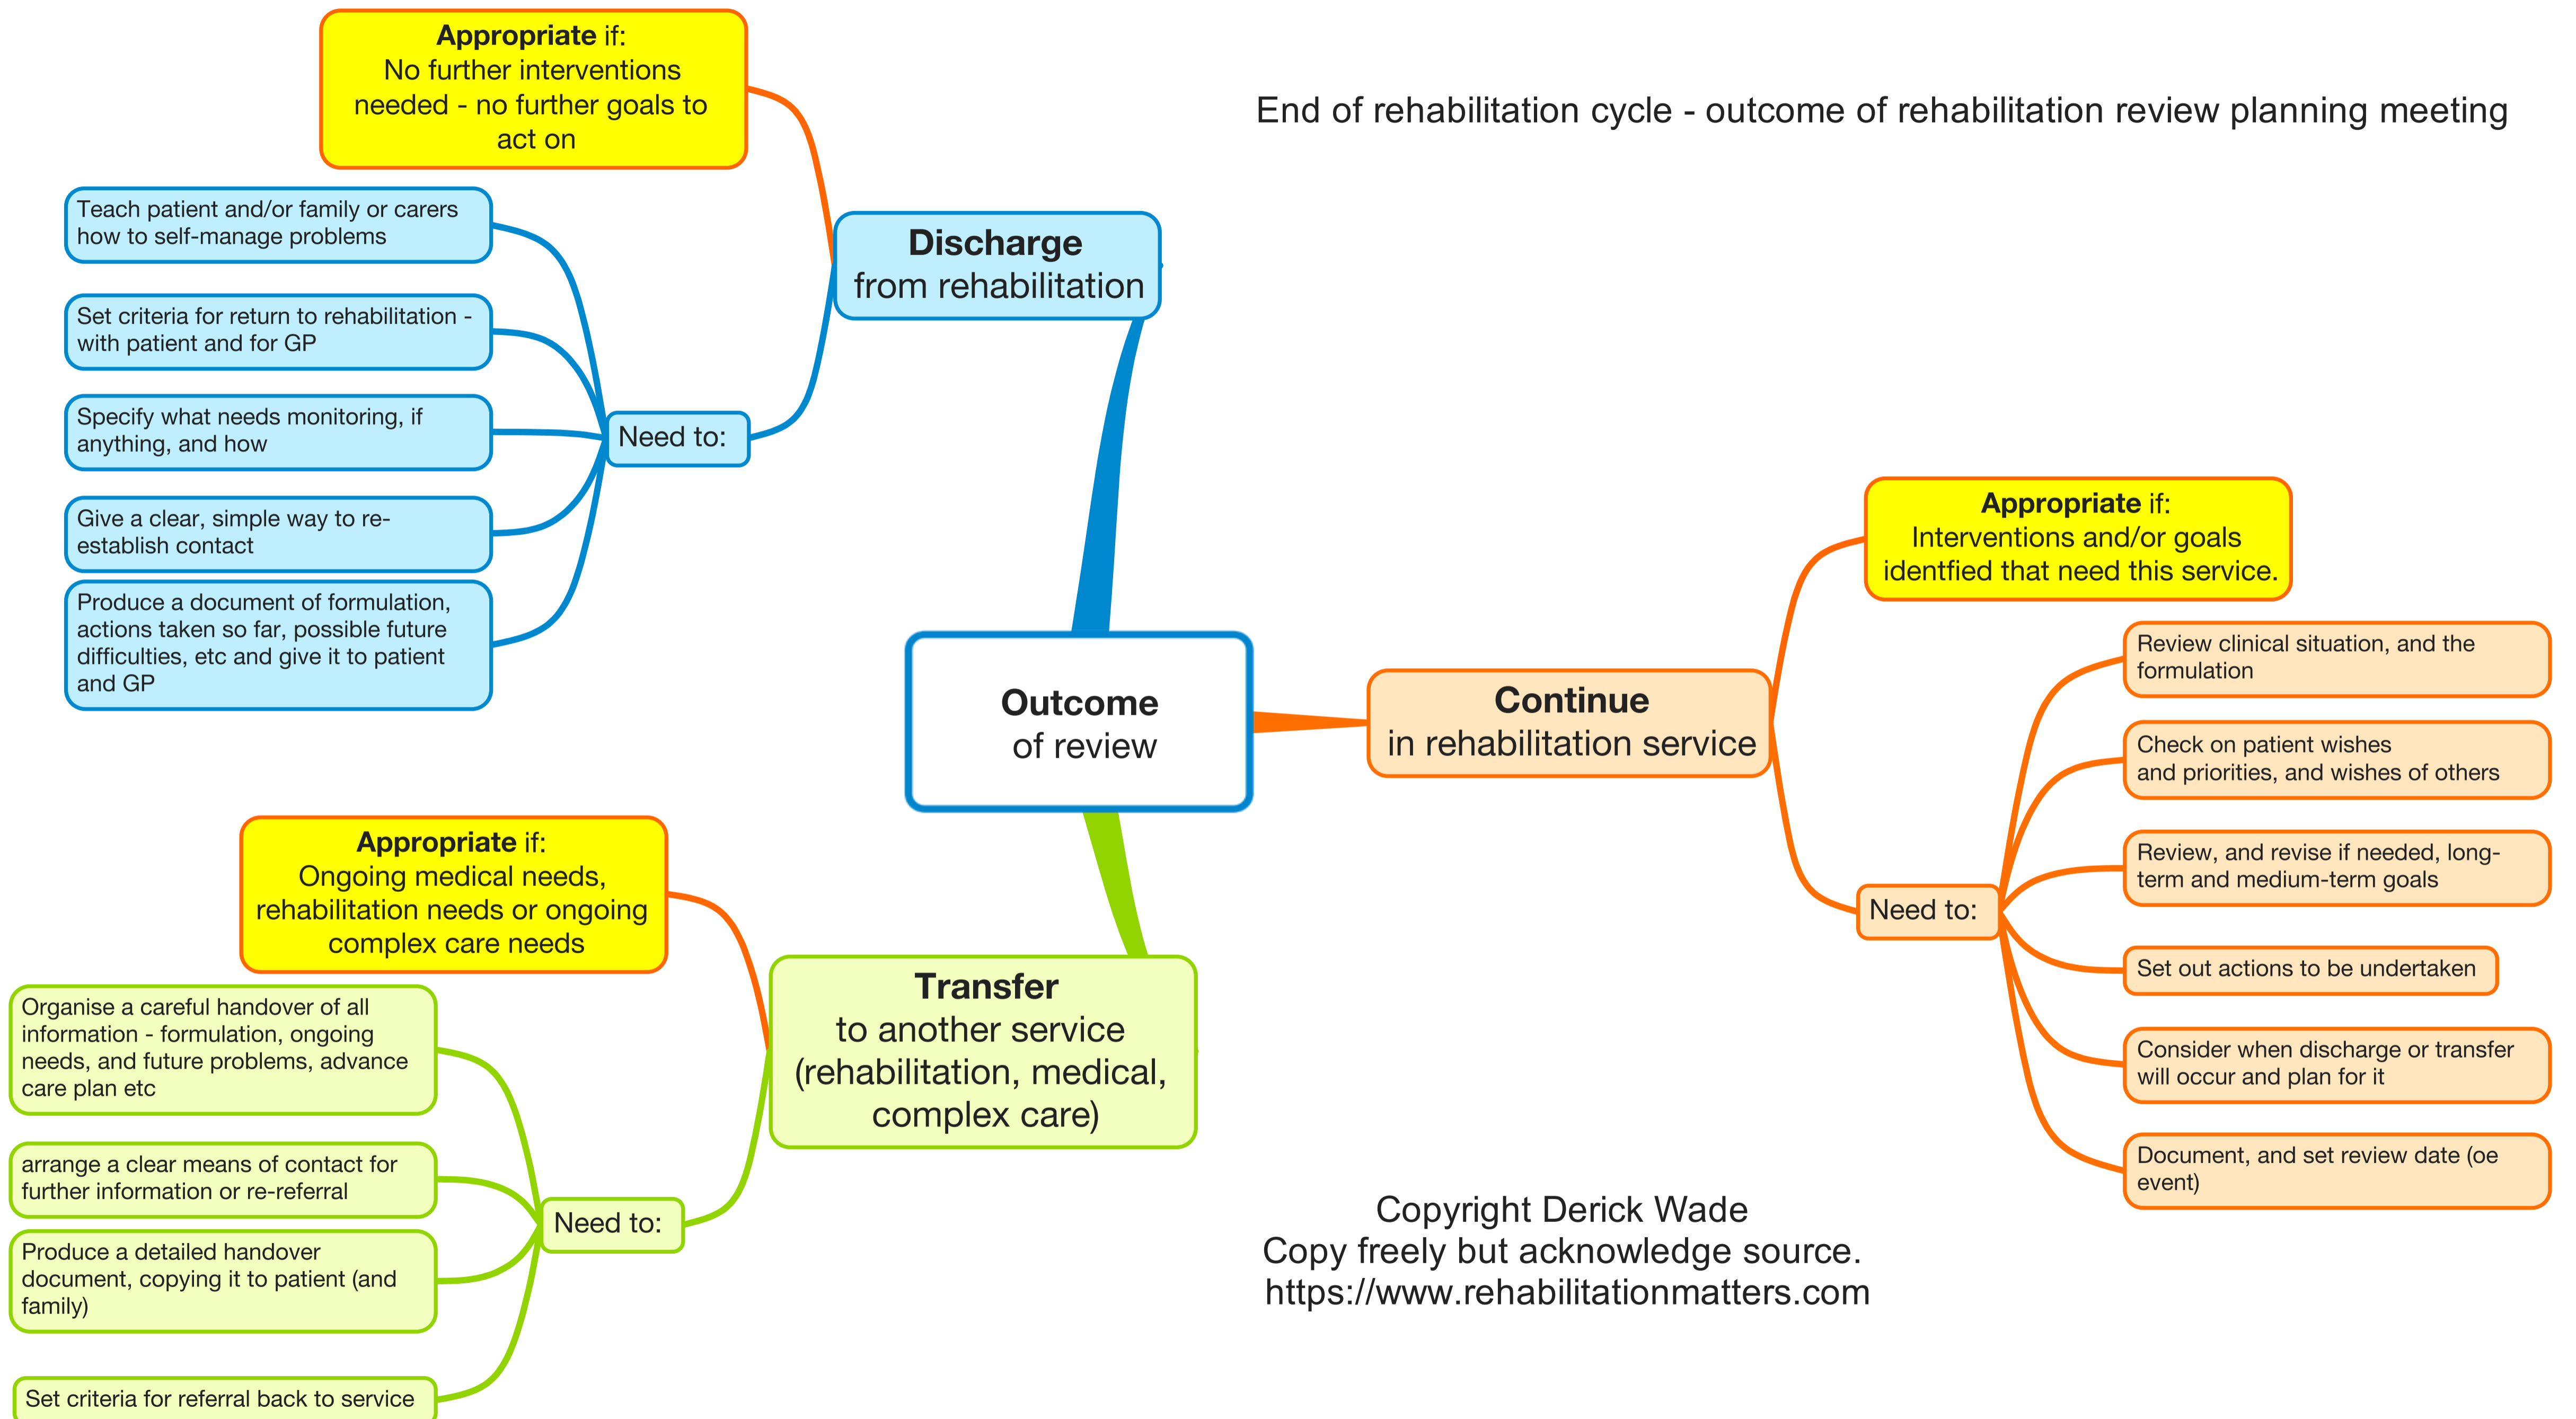 End of rehabilitation cycle - outcome of rehabilitation review planning meeting
Outcome
of review
Discharge
from rehabilitation
Appropriate if:
No further interventions
needed - no further goals to
act on
Need to:
Teach patient and/or family or carers
how to self-manage problems
Set criteria for return to rehabilitation -
with patient and for GP
Specify what needs monitoring, if
anything, and how
Give a clear, simple way to re-
establish contact
Produce a document of formulation,
actions taken so far, possible future
difficulties, etc and give it to patient
and GP
Continue
in rehabilitation service
Appropriate if:
Interventions and/or goals
identfied that need this service.
Need to:
Review clinical situation, and the
formulation
Check on patient wishes
and priorities, and wishes of others
Review, and revise if needed, long-
term and medium-term goals
Set out actions to be undertaken
Consider when discharge or transfer
will occur and plan for it
Document, and set review date (oe
event)
Transfer
to another service
(rehabilitation, medical,
complex care)
Appropriate if:
Ongoing medical needs,
rehabilitation needs or ongoing
complex care needs
Need to:
Organise a careful handover of all
information - formulation, ongoing
needs, and future problems, advance
care plan etc
arrange a clear means of contact for
further information or re-referral
Produce a detailed handover
document, copying it to patient (and
family)
Set criteria for referral back to service
Copyright Derick Wade
Copy freely but acknowledge source.
https://www.rehabilitationmatters.com